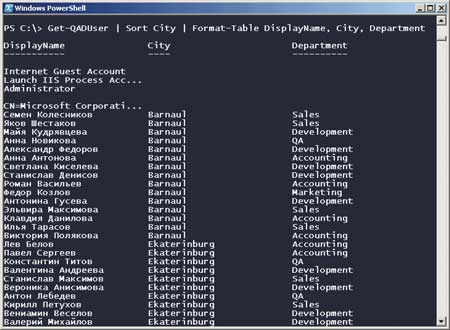 Windows PowerShell
PS C:\> Get-QADUser | Sort City | Format-Table DisplayName, City, Department
DisplayName City Department
----------- ---- ----------
Internet Guest Account
Launch IIS Process Acc...
Administrator
CN=Microsoft Corporati...
Семен Колесников Barnaul Sales
Яков Шестаков Barnaul Sales
Майя Кудрявцева Barnaul Development
Анна Новикова Barnaul QA
Александр Федоров Barnaul Development
Анна Антонова Barnaul Accounting
Светлана Киселева Barnaul Development
Станислав Денисов Barnaul Development
Роман Васильев Barnaul Accounting
Федор Козлов Barnaul Marketing
Антонина Гусева Barnaul Development
Эльвира Максимова Barnaul Sales
Клавдия Данилова Barnaul Accounting
Илья Тарасов Barnaul Sales
Виктория Полякова Barnaul Accounting
Лев Белов Ekaterinburg Accounting
Павел Сергеев Ekaterinburg Accounting
Константин Титов Ekaterinburg QA
Валентина Андреева Ekaterinburg Development
Станислав Максимов Ekaterinburg Sales
Вероника Анисимова Ekaterinburg Development
Антон Лебедев Ekaterinburg QA
Кирилл Петухов Ekaterinburg Sales
Вениамин Веселов Ekaterinburg Development
Валерий Михайлов Ekaterinburg Development